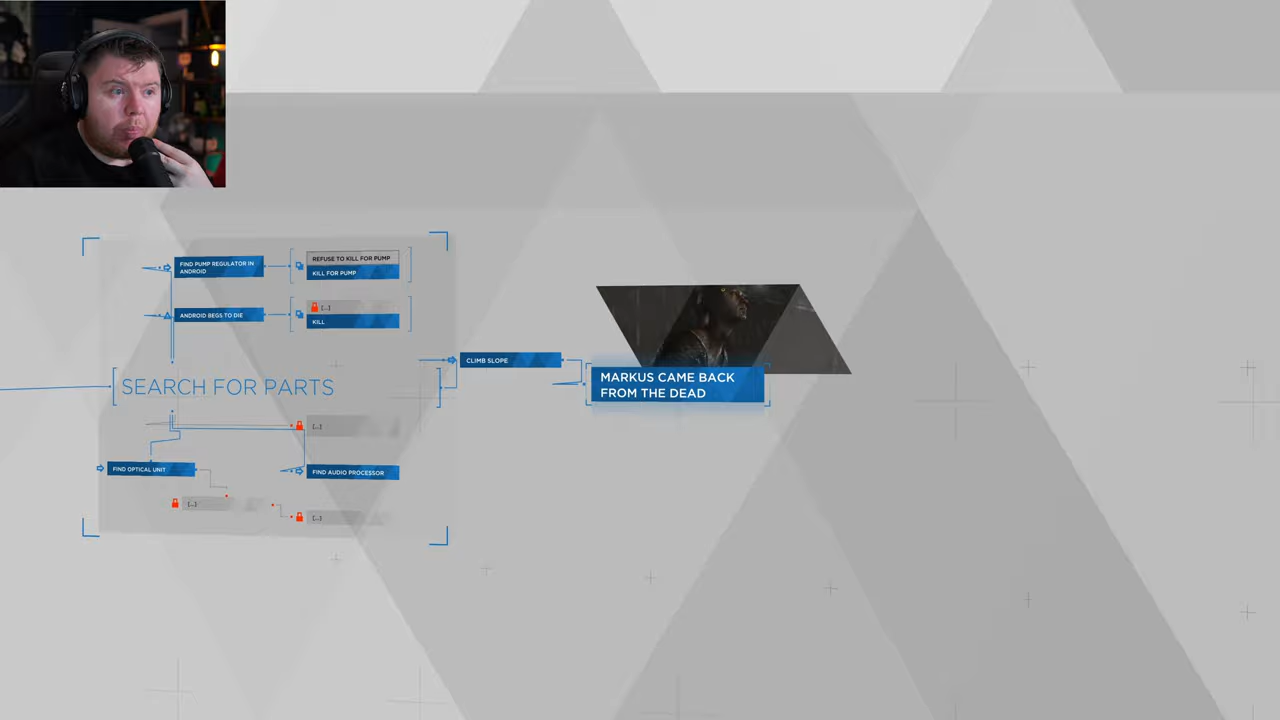 FIND PUMP REGULATOR IN
ANDROID
REFUSE TO KILL FOR PUMP
KILL FOR PUMP
ANDROID BEGS TO DIE
[...]
KILL
SEARCH FOR PARTS
CLIMB SLOPE
MARKUS CAME BACK
FROM THE DEAD
[...]
FIND OPTICAL UNIT
FIND AUDIO PROCESSOR
[...]
[...]